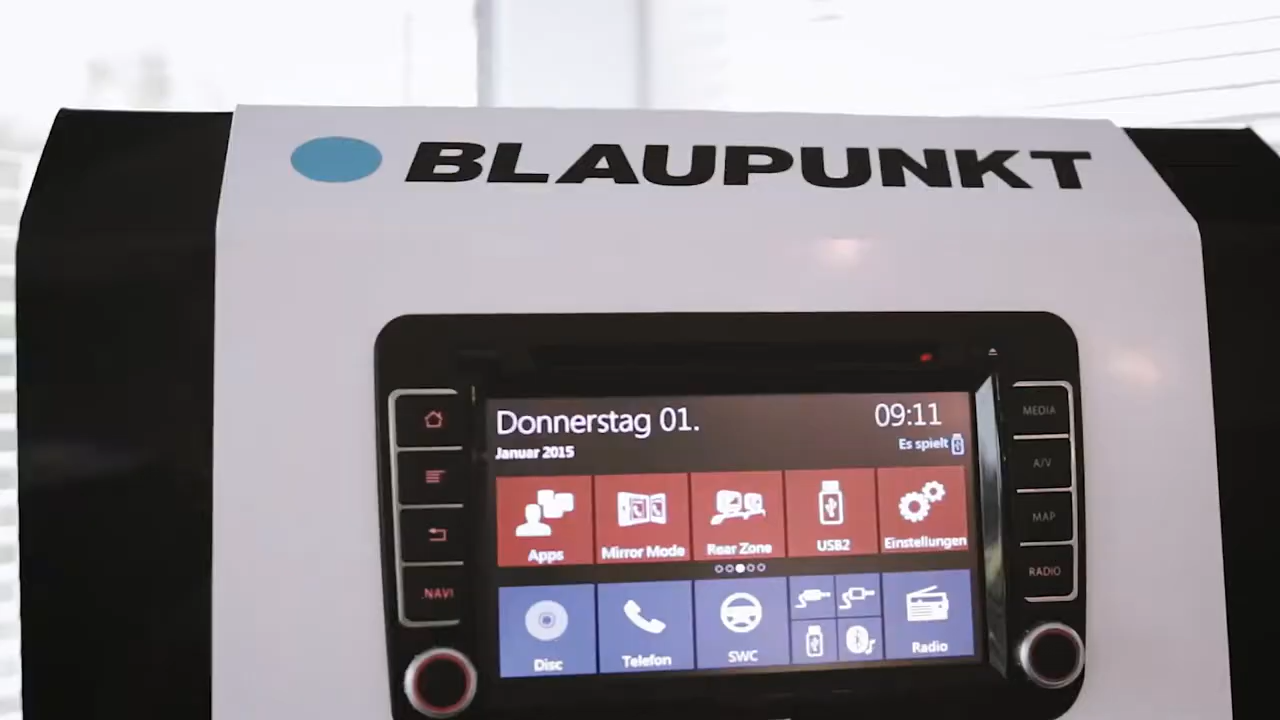 BLAUPUNKT
Donnerstag 01.
09:11
Januar 2015
Es spielt
Apps
Mirror Mode
Rear Zone
USB2
Einstellungen
Disc
Telefon
SWC
Radio
NAVI
MEDIA
A/V
MAP
RADIO